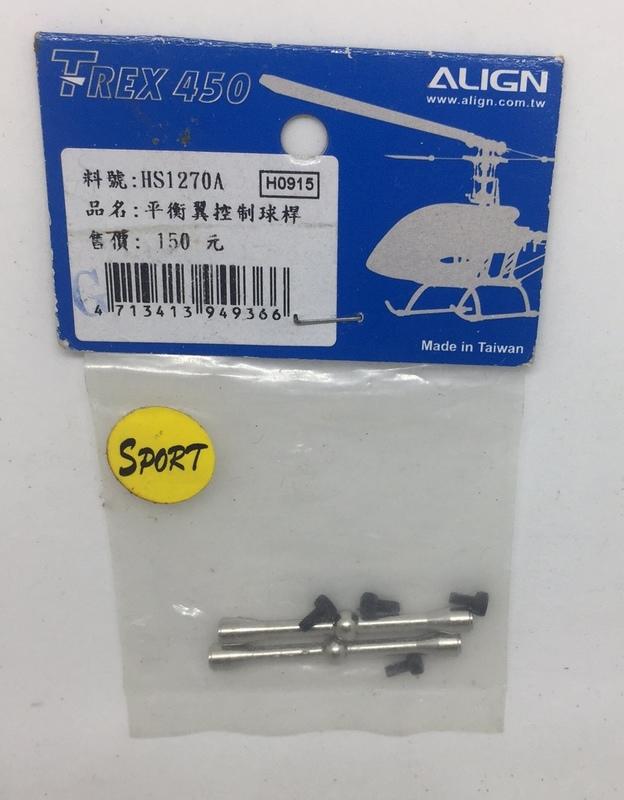 T-REX 450
ALIGN
www.align.com.tw
料號:HS1270A
H0915
品名:平衡翼控制球桿
售價: 150 元
G
4 713413 949366
Made in Taiwan
SPORT